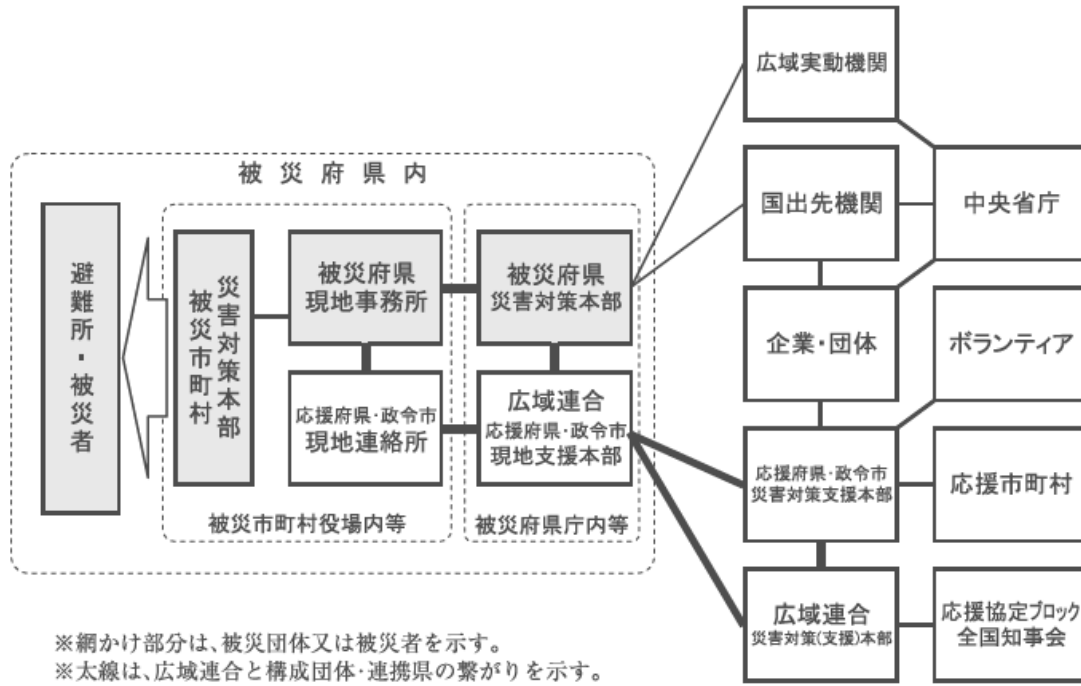 被災府県内
避難所・被災者
災害対策本部
被災市町村
被災府県
現地事務所
応援府県・政令市
現地連絡所
被災市町村役場内等
被災府県
災害対策本部
広域連合
応援府県・政令市
現地支援本部
被災府県庁内等
広域実動機関
国出先機関
中央省庁
企業・団体
ボランティア
応援府県・政令市
災害対策支援本部
応援市町村
広域連合
災害対策(支援)本部
応援協定ブロック
全国知事会
※網かけ部分は、被災団体又は被災者を示す。
※太線は、広域連合と構成団体・連携県の繋がりを示す。